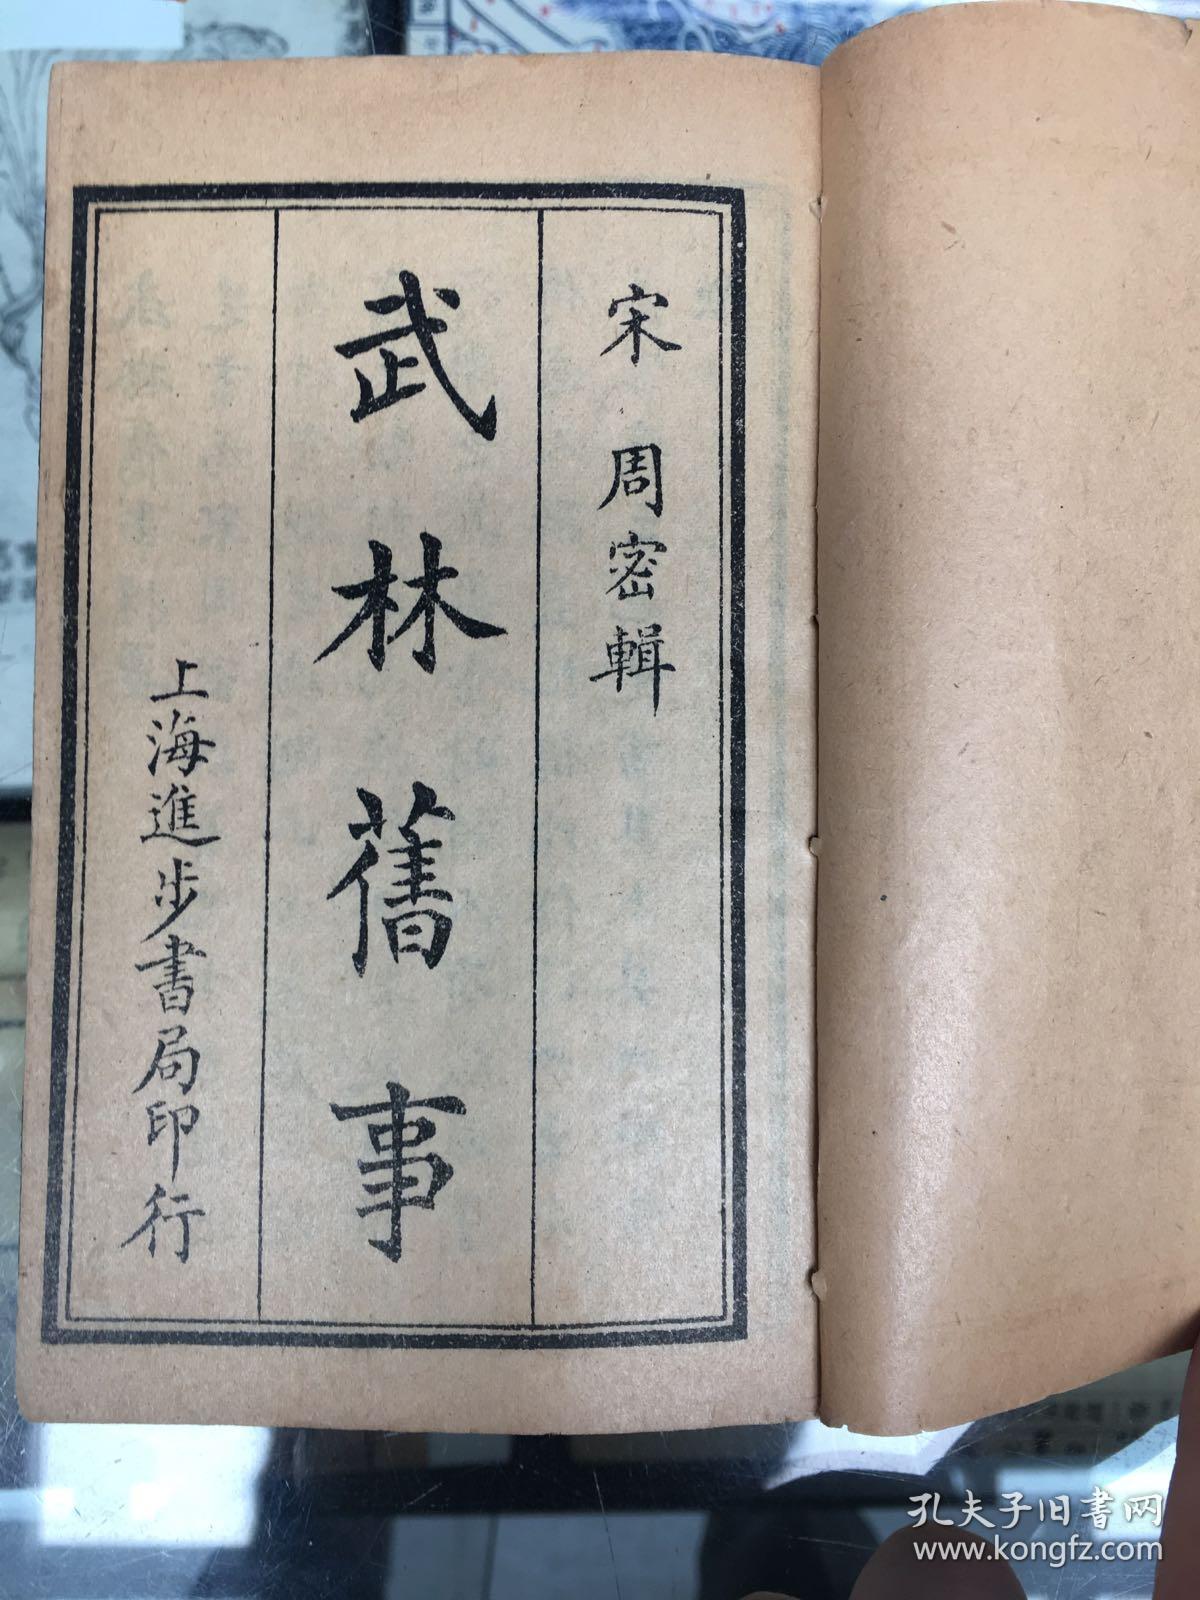 宋 周密輯
武林舊事
上海進步書局印行
孔夫子旧书网
www.kongfz.com